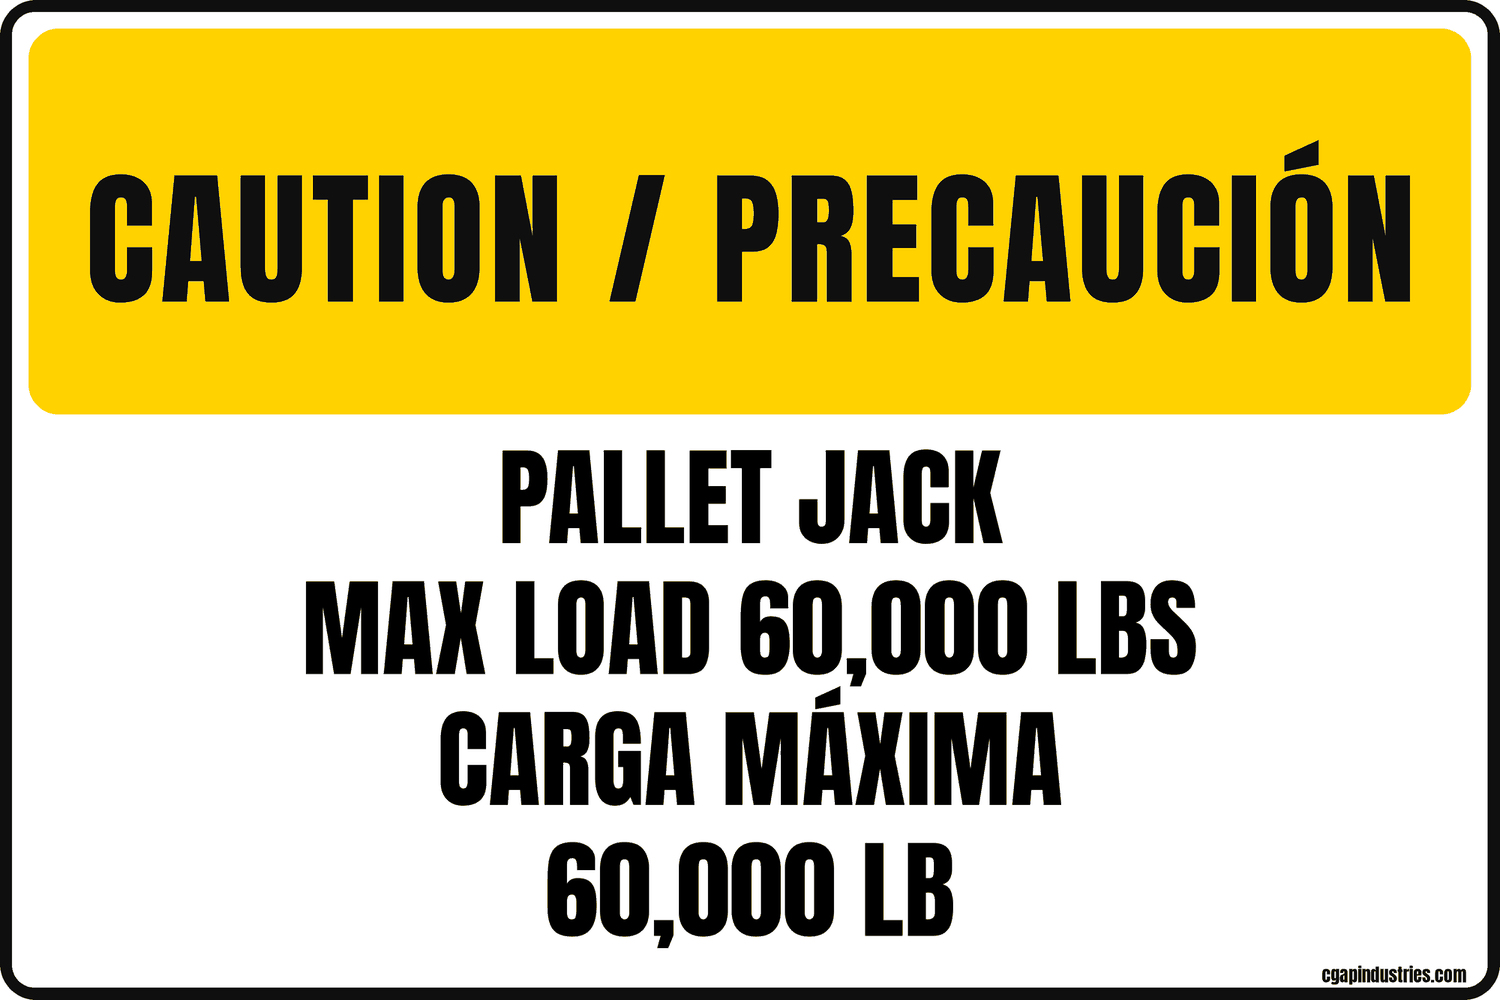 CAUTION / PRECAUCIÓN
PALLET JACK
MAX LOAD 60,000 LBS
CARGA MÁXIMA
60,000 LB
cgapindustries.com